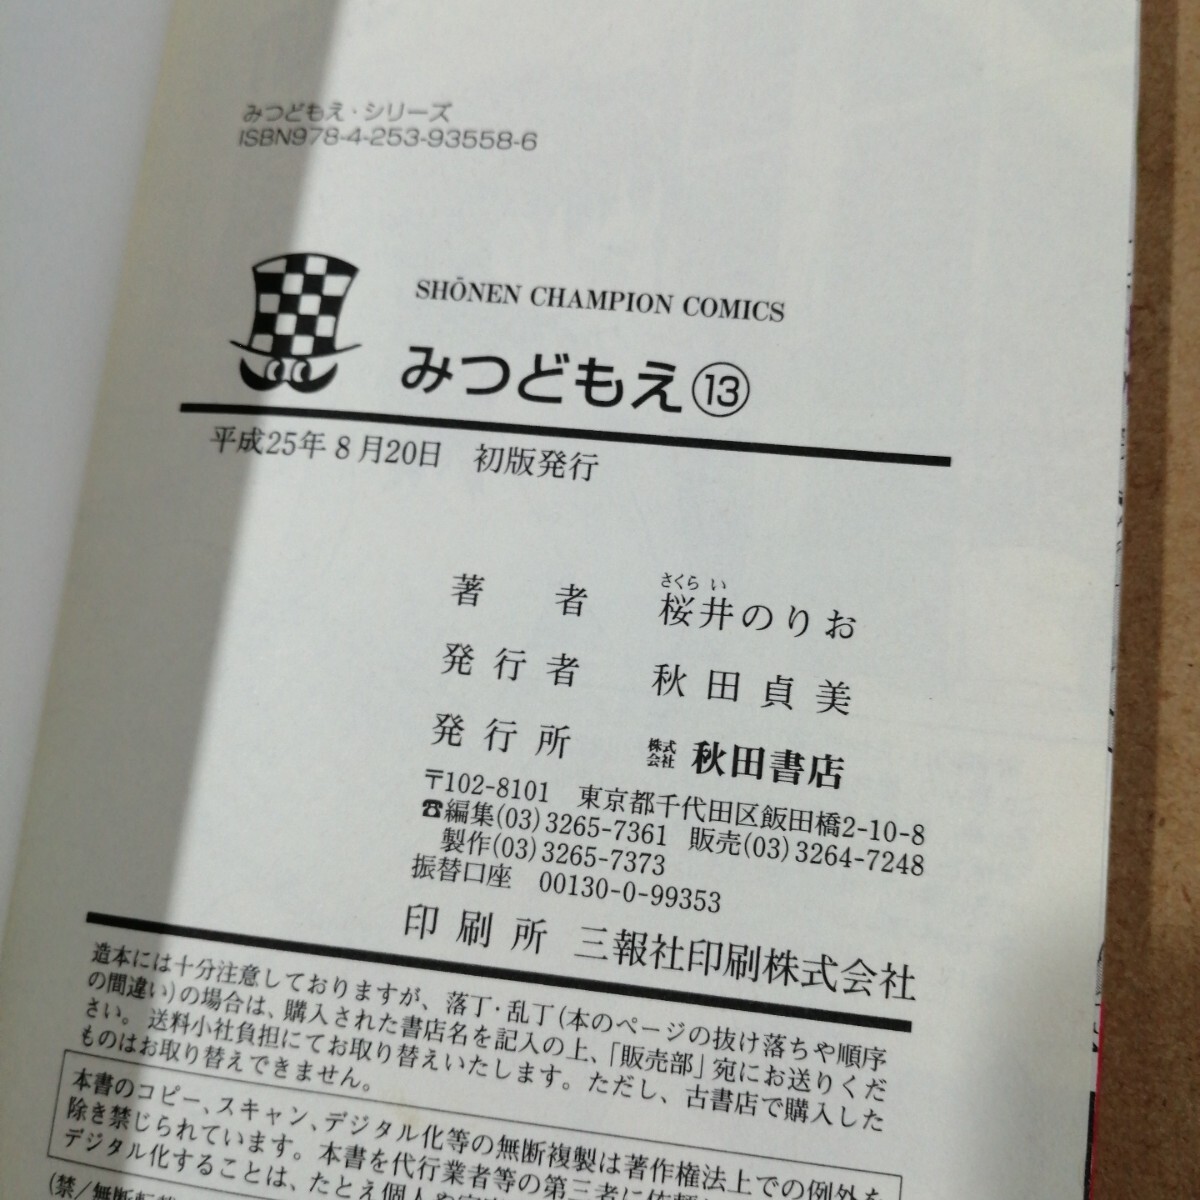 みつどもえ・シリーズ
ISBN978-4-253-93558-6
SHŌNEN CHAMPION COMICS
みつどもえ⑬
平成25年8月20日 初版発行
著者 桜井のりお
さくらい
発行者 秋田貞美
発行所 株式会社 秋田書店
〒102-8101 東京都千代田区飯田橋2-10-8
☎編集(03)3265-7361 販売(03)3264-7248
製作(03)3265-7373
振替口座 00130-0-99353
印刷所 三報社印刷株式会社
造本には十分注意しておりますが、落丁・乱丁(本のページの抜け落ちや順序
の間違い)の場合は、購入された書店名を記入の上、「販売部」宛にお送りくだ
さい。送料小社負担にてお取り替えいたします。ただし、古書店で購入した
ものはお取り替えできません。
本書のコピー、スキャン、デジタル化等の無断複製は著作権法上での例外を
除き禁じられています。本書を代行業者等の第三者に依頼
デジタル化することは、たとえ個人や
(禁/無断転載